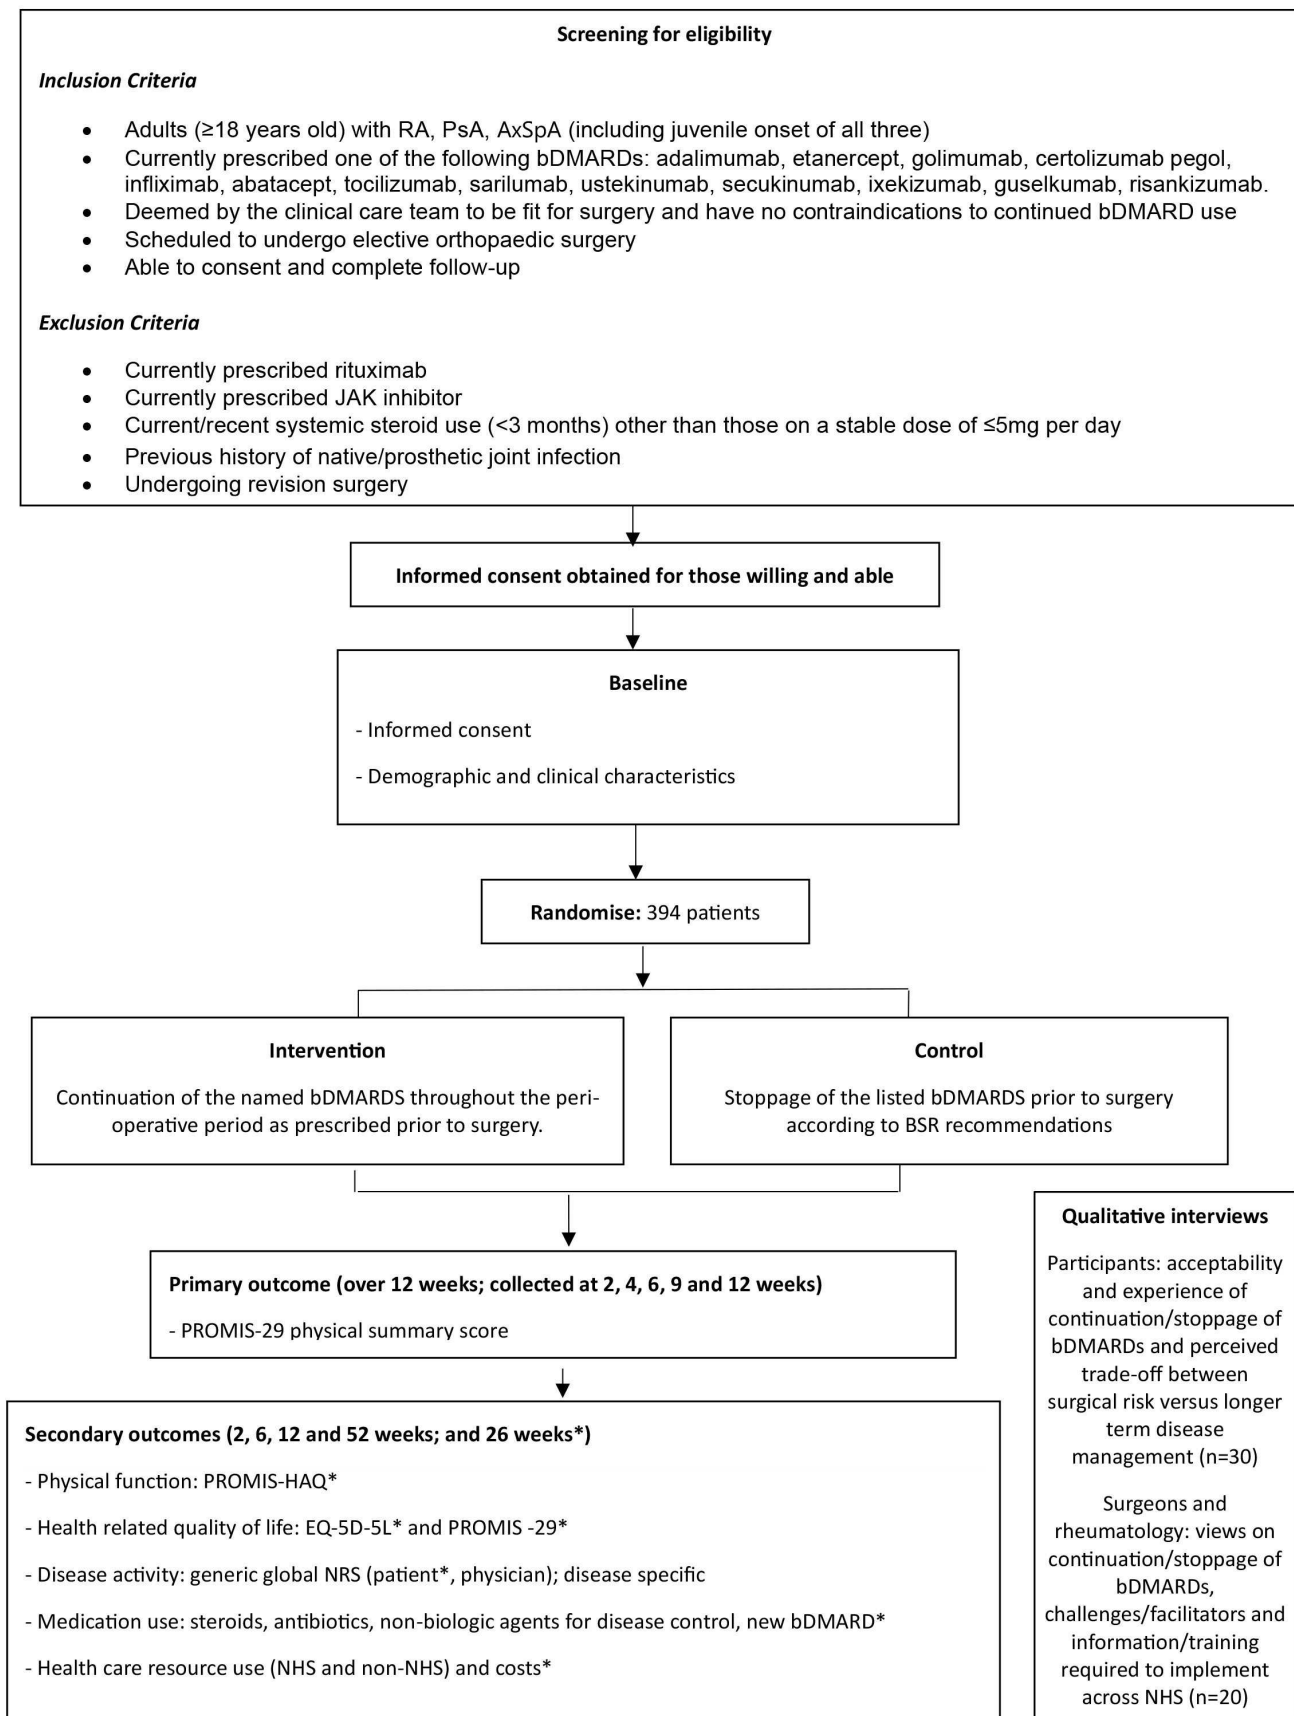 Screening for eligibility
Inclusion Criteria
• Adults (≥18 years old) with RA, PsA, AxSpA (including juvenile onset of all three)
• Currently prescribed one of the following bDMARDs: adalimumab, etanercept, golimumab, certolizumab pegol,
infliximab, abatacept, tocilizumab, sarilumab, ustekinumab, secukinumab, ixekizumab, guselkumab, risankizumab.
• Deemed by the clinical care team to be fit for surgery and have no contraindications to continued bDMARD use
• Scheduled to undergo elective orthopaedic surgery
• Able to consent and complete follow-up
Exclusion Criteria
• Currently prescribed rituximab
• Currently prescribed JAK inhibitor
• Current/recent systemic steroid use (<3 months) other than those on a stable dose of ≤5mg per day
• Previous history of native/prosthetic joint infection
• Undergoing revision surgery
Informed consent obtained for those willing and able
Baseline
- Informed consent
- Demographic and clinical characteristics
Randomise: 394 patients
Intervention
Continuation of the named bDMARDS throughout the peri-
operative period as prescribed prior to surgery.
Control
Stoppage of the listed bDMARDS prior to surgery
according to BSR recommendations
Primary outcome (over 12 weeks; collected at 2, 4, 6, 9 and 12 weeks)
- PROMIS-29 physical summary score
Secondary outcomes (2, 6, 12 and 52 weeks; and 26 weeks*)
- Physical function: PROMIS-HAQ*
- Health related quality of life: EQ-5D-5L* and PROMIS -29*
- Disease activity: generic global NRS (patient*, physician); disease specific
- Medication use: steroids, antibiotics, non-biologic agents for disease control, new bDMARD*
- Health care resource use (NHS and non-NHS) and costs*
Qualitative interviews
Participants: acceptability
and experience of
continuation/stoppage of
bDMARDs and perceived
trade-off between
surgical risk versus longer
term disease
management (n=30)
Surgeons and
rheumatology: views on
continuation/stoppage of
bDMARDs,
challenges/facilitators and
information/training
required to implement
across NHS (n=20)